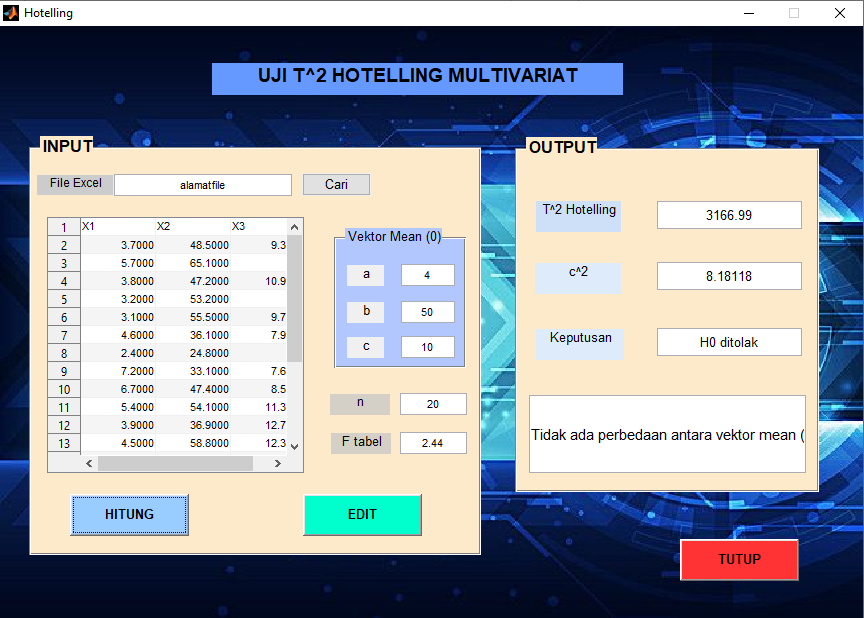 Hotelling
UJI T^2 HOTELLING MULTIVARIAT
INPUT
File Excel alamatfile Cari
1 X1 X2 X3
2 3.7000 48.5000 9.3
3 5.7000 65.1000
4 3.8000 47.2000 10.9
5 3.2000 53.2000
6 3.1000 55.5000 9.7
7 4.6000 36.1000 7.9
8 2.4000 24.8000
9 7.2000 33.1000 7.6
10 6.7000 47.4000 8.5
11 5.4000 54.1000 11.3
12 3.9000 36.9000 12.7
13 4.5000 58.8000 12.3
Vektor Mean (0)
a 4
b 50
c 10
n 20
F tabel 2.44
HITUNG EDIT
OUTPUT
T^2 Hotelling 3166.99
c^2 8.18118
Keputusan H0 ditolak
Tidak ada perbedaan antara vektor mean (
TUTUP